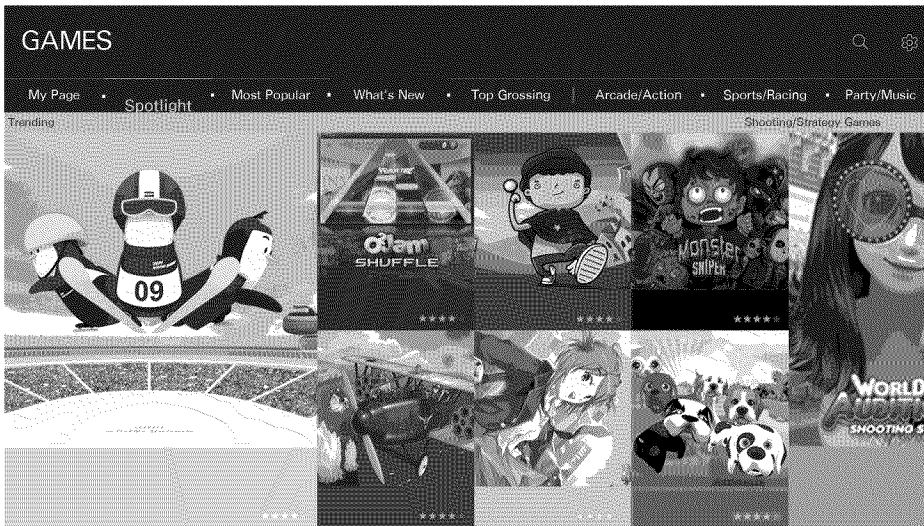 GAMES
My Page
Spotlight
Most Popular
What's New
Top Grossing
Arcade/Action
Sports/Racing
Party/Music
Trending
Shooting/Strategy Games
09
Jam
SHUFFLE
MONSTER
SNIPER
WORLD
SHOOTING S